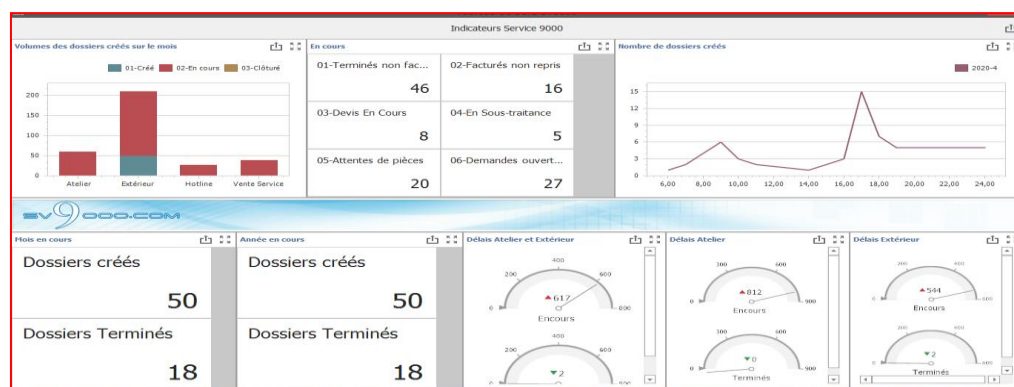 Indicateurs Service 9000
Volumes des dossiers créés sur le mois
01-Créé 02-En cours 03-Clôturé
200
150
100
50
0
Atelier Extérieur Hotline Vente Service
En cours
01-Terminés non fac... 02-Facturés non repris
46 16
03-Devis En Cours 04-En Sous-traitance
8 5
05-Attentes de pièces 06-Demandes ouvert...
20 27
Nombre de dossiers créés
2020-4
15
12
9
6
3
0
6,00 8,00 10,00 12,00 14,00 16,00 18,00 20,00 22,00 24,00
sv9000.com
Mois en cours
Dossiers créés
50
Dossiers Terminés
18
Année en cours
Dossiers créés
50
Dossiers Terminés
18
Délais Atelier et Extérieur
400
200 600
617
0 800
Encours
400
200 600
2
Délais Atelier
300 600
812
0 900
Encours
300 600
0
0 900
Terminés
Délais Extérieur
200 400
544
0 600
Encours
200 400
2
0 600
Terminés